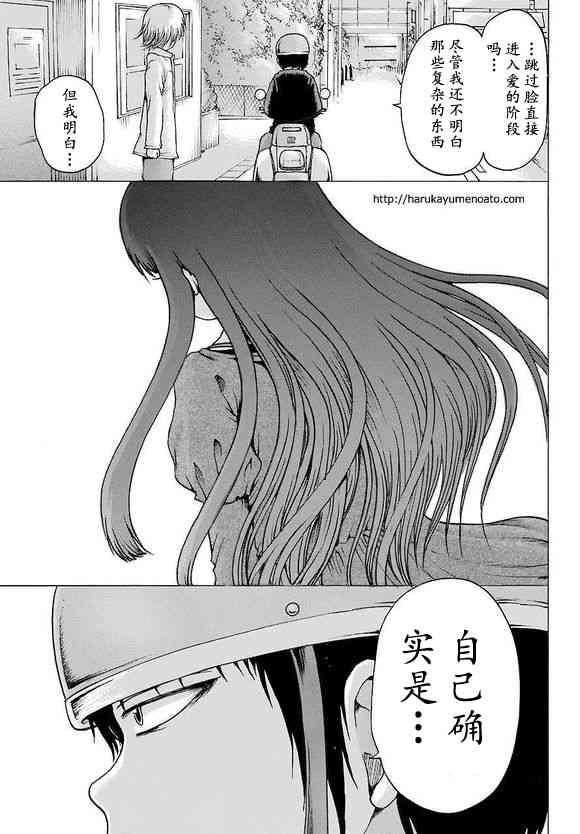 …跳过脸直接
进入爱的阶段
吗…
尽管我还不明白
那些复杂的东西
但我
明白…
http://harukayumenoato.com
自己确
实是…